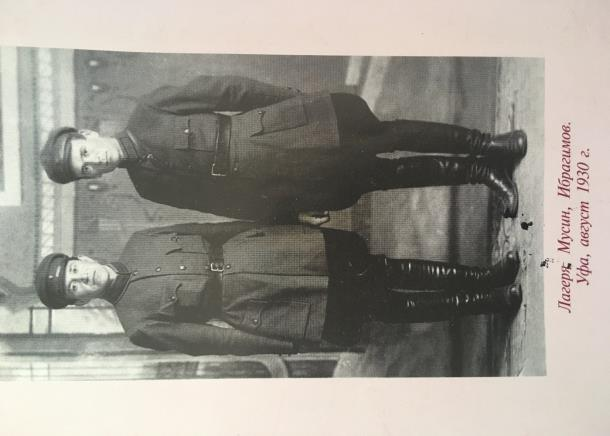 Лагеря. Мусин, Ибрагимов.
Уфа, август 1930 г.